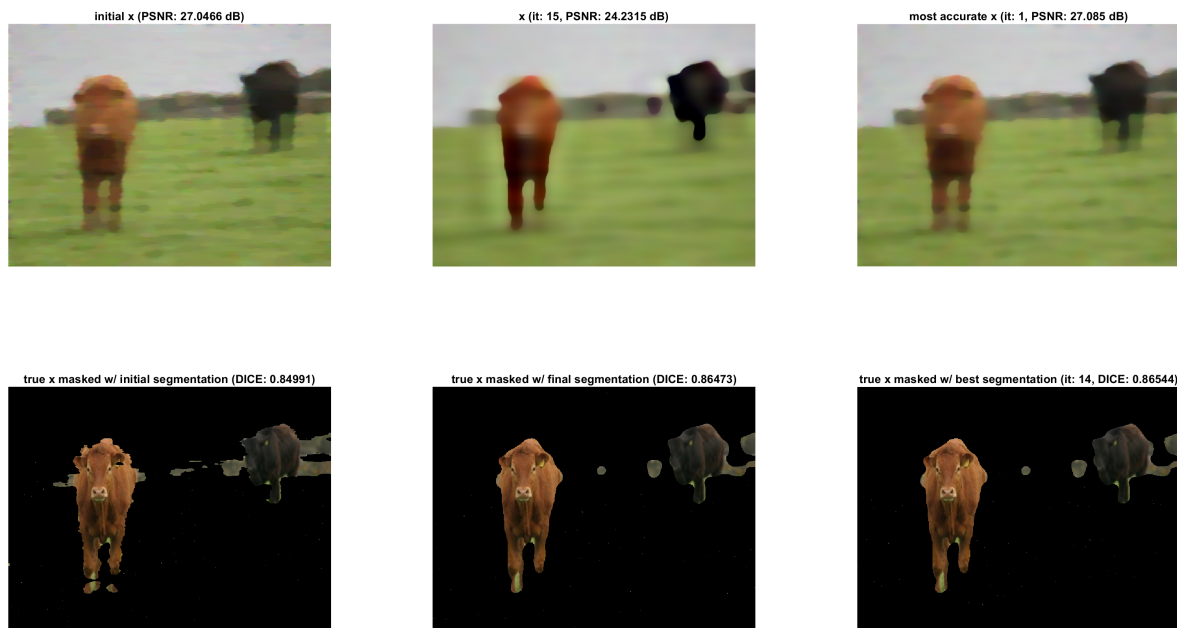 initial x (PSNR: 27.0466 dB)
x (it: 15, PSNR: 24.2315 dB)
most accurate x (it: 1, PSNR: 27.085 dB)
true x masked w/ initial segmentation (DICE: 0.84991)
true x masked w/ final segmentation (DICE: 0.86473)
true x masked w/ best segmentation (it: 14, DICE: 0.86544)